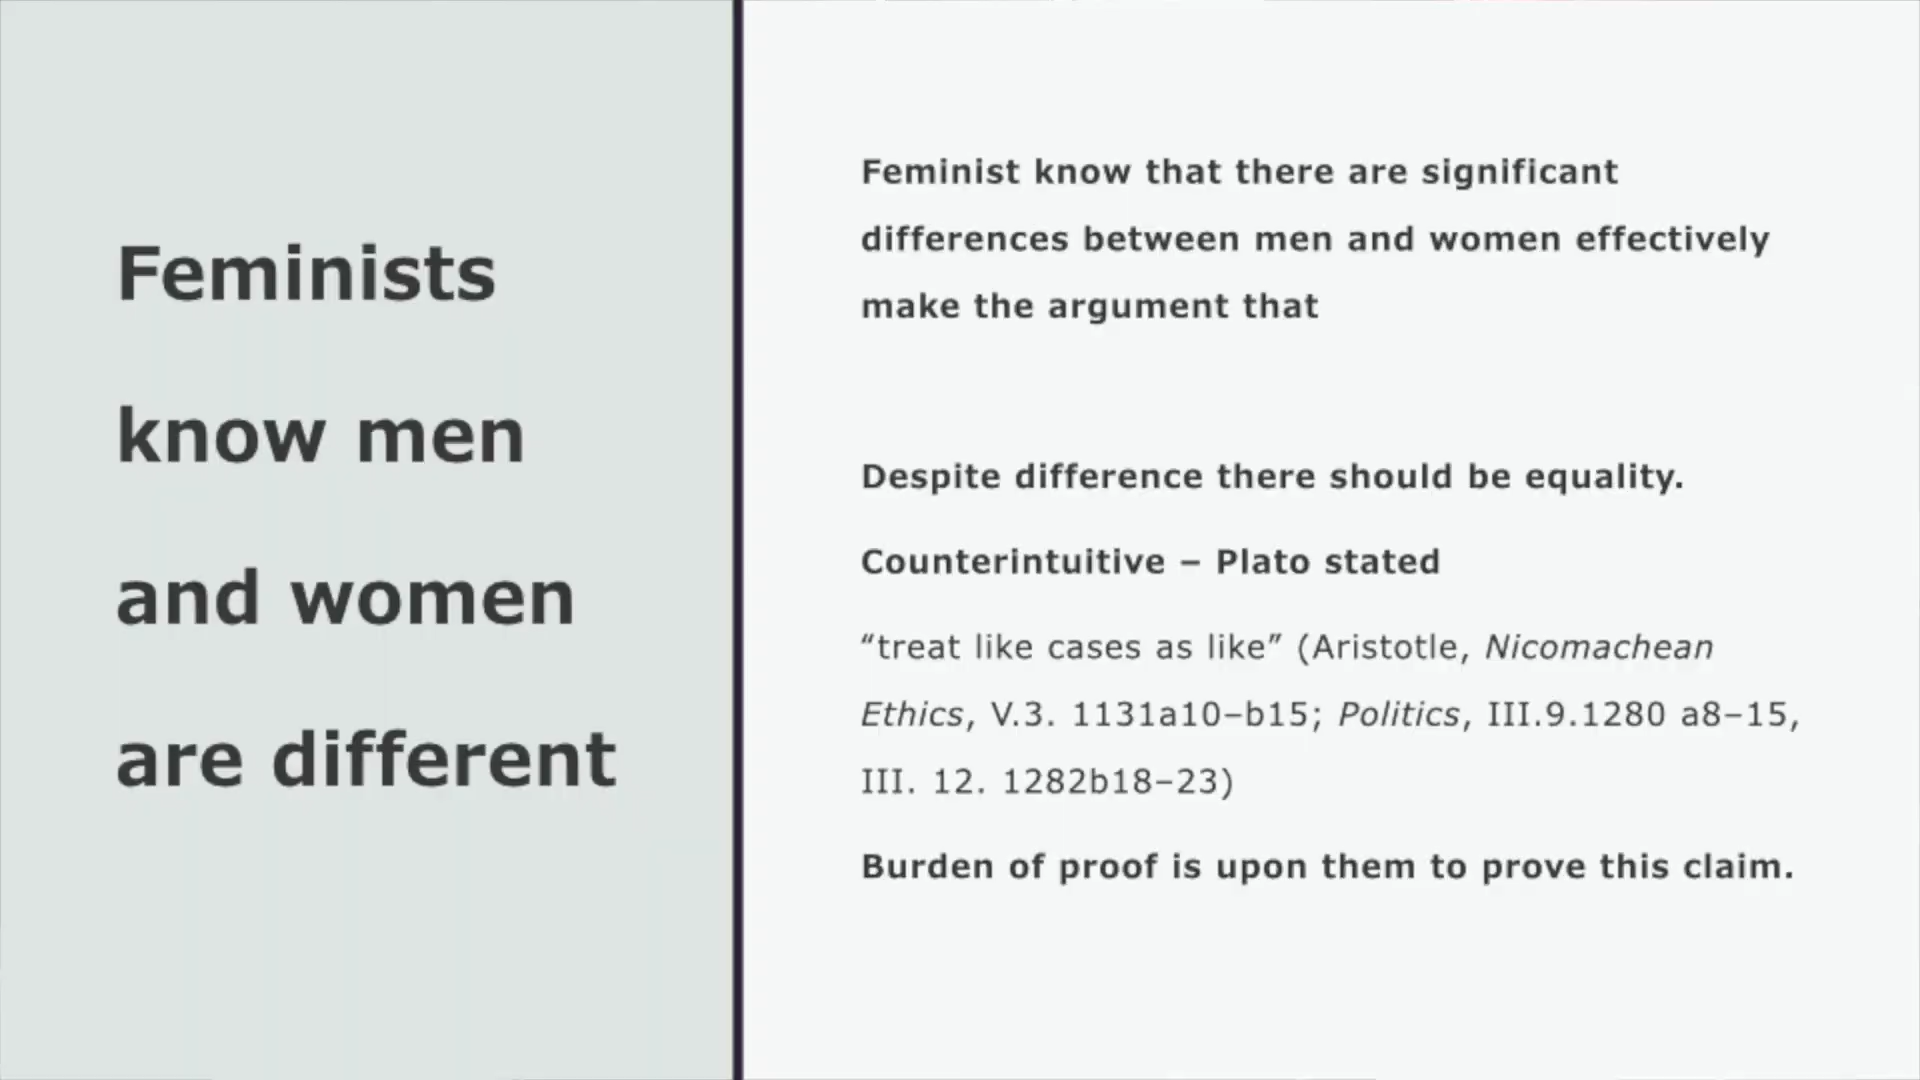 Feminists
know men
and women
are different
Feminist know that there are significant
differences between men and women effectively
make the argument that
Despite difference there should be equality.
Counterintuitive – Plato stated
“treat like cases as like” (Aristotle, Nicomachean
Ethics, V.3. 1131a10–b15; Politics, III.9.1280 a8–15,
III. 12. 1282b18–23)
Burden of proof is upon them to prove this claim.